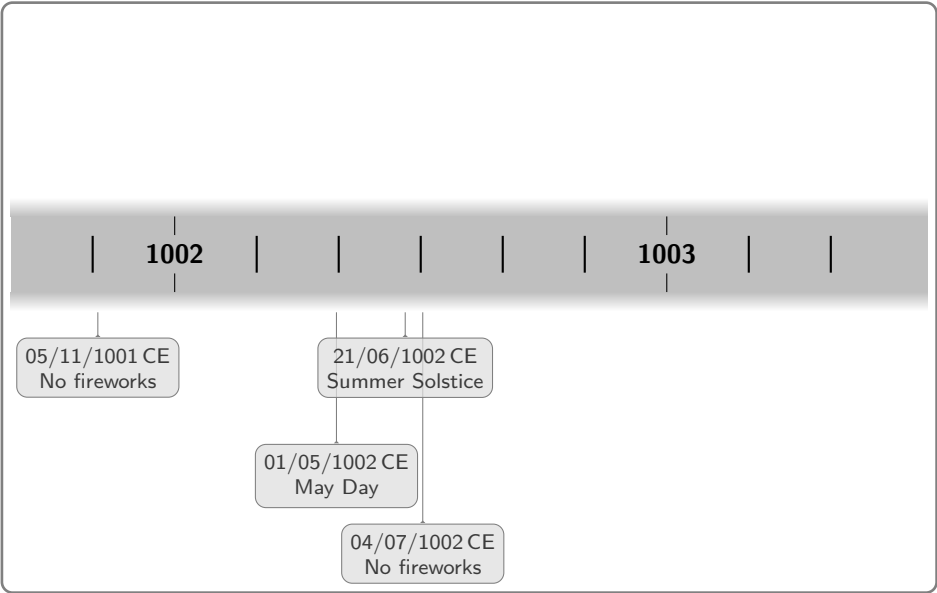 1002
1003
05/11/1001 CE
No fireworks
21/06/1002 CE
Summer Solstice
01/05/1002 CE
May Day
04/07/1002 CE
No fireworks